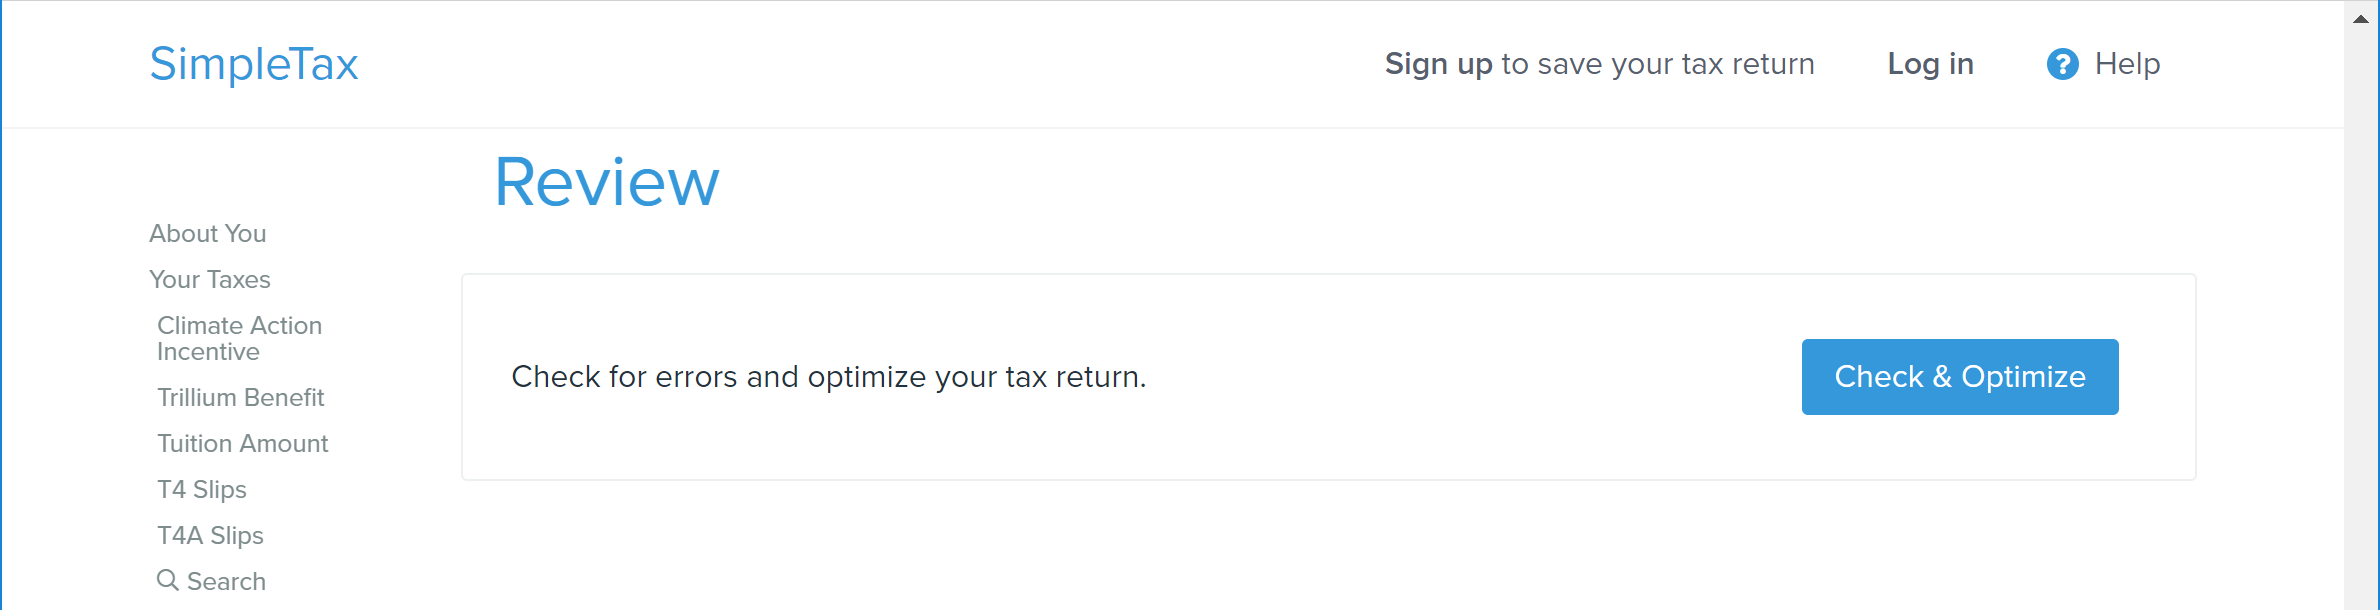 SimpleTax
Sign up to save your tax return
Log in
? Help
Review
About You
Your Taxes
Climate Action
Incentive
Trillium Benefit
Tuition Amount
T4 Slips
T4A Slips
Search
Check for errors and optimize your tax return.
Check & Optimize